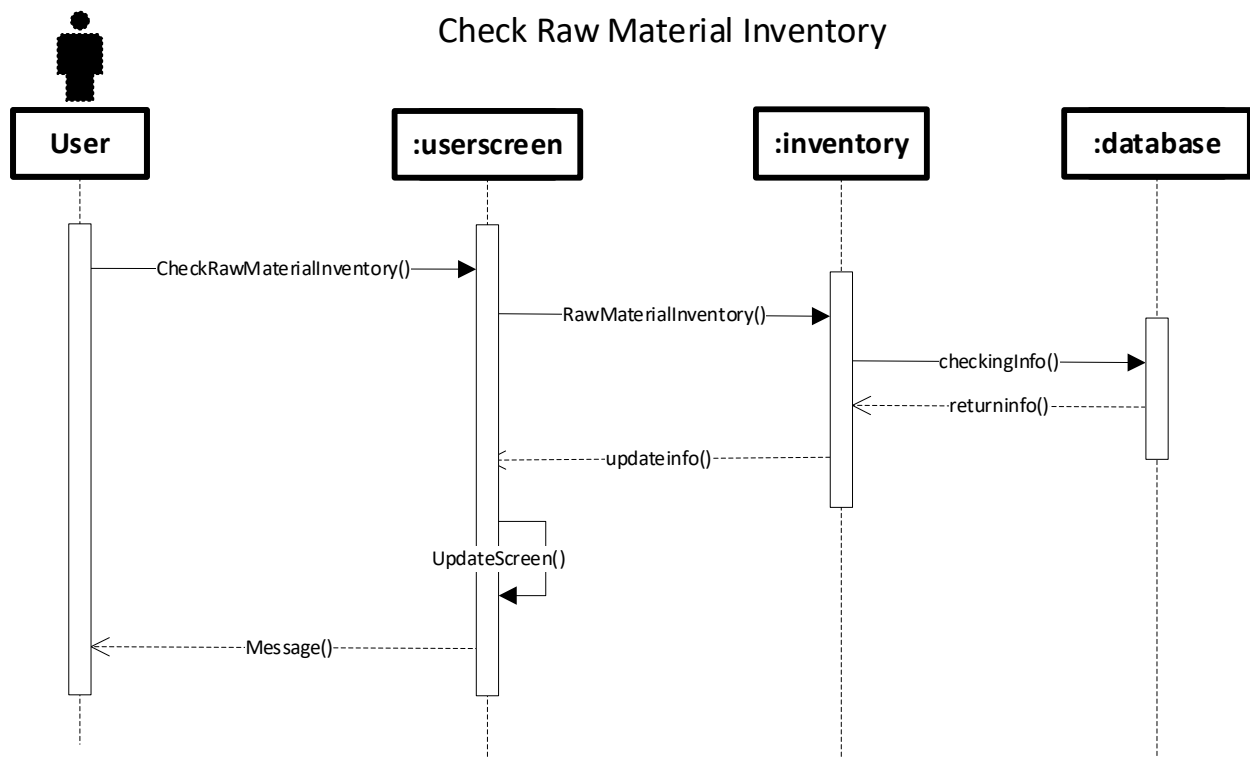 Check Raw Material Inventory
User
:userscreen
:inventory
:database
CheckRawMaterialInventory()
RawMaterialInventory()
checkingInfo()
returninfo()
updateinfo()
UpdateScreen()
Message()